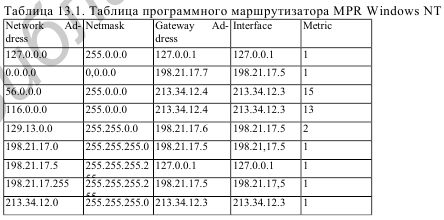 Таблица 13.1. Таблица программного маршрутизатора MPR Windows NT
Network Ad-dress Netmask Gateway Ad-dress Interface Metric
127.0.0.0 255.0.0.0 127.0.0.1 127.0.0.1 1
0.0.0.0 0,0.0.0 198.21.17.7 198.21.17.5 1
56.0.0.0 255.0.0.0 213.34.12.4 213.34.12.3 15
116.0.0.0 255.0.0.0 213.34.12.4 213.34.12.3 13
129.13.0.0 255.255.0.0 198.21.17.6 198.21.17.5 2
198.21.17.0 255.255.255.0 198.21.17.5 198.21,17.5 1
198.21.17.5 255.255.255.255 127.0.0.1 127.0.0.1 1
198.21.17.255 255.255.255.255 198.21.17.5 198.21.17,5 1
213.34.12.0 255.255.255.0 213.34.12.3 213.34.12.3 1